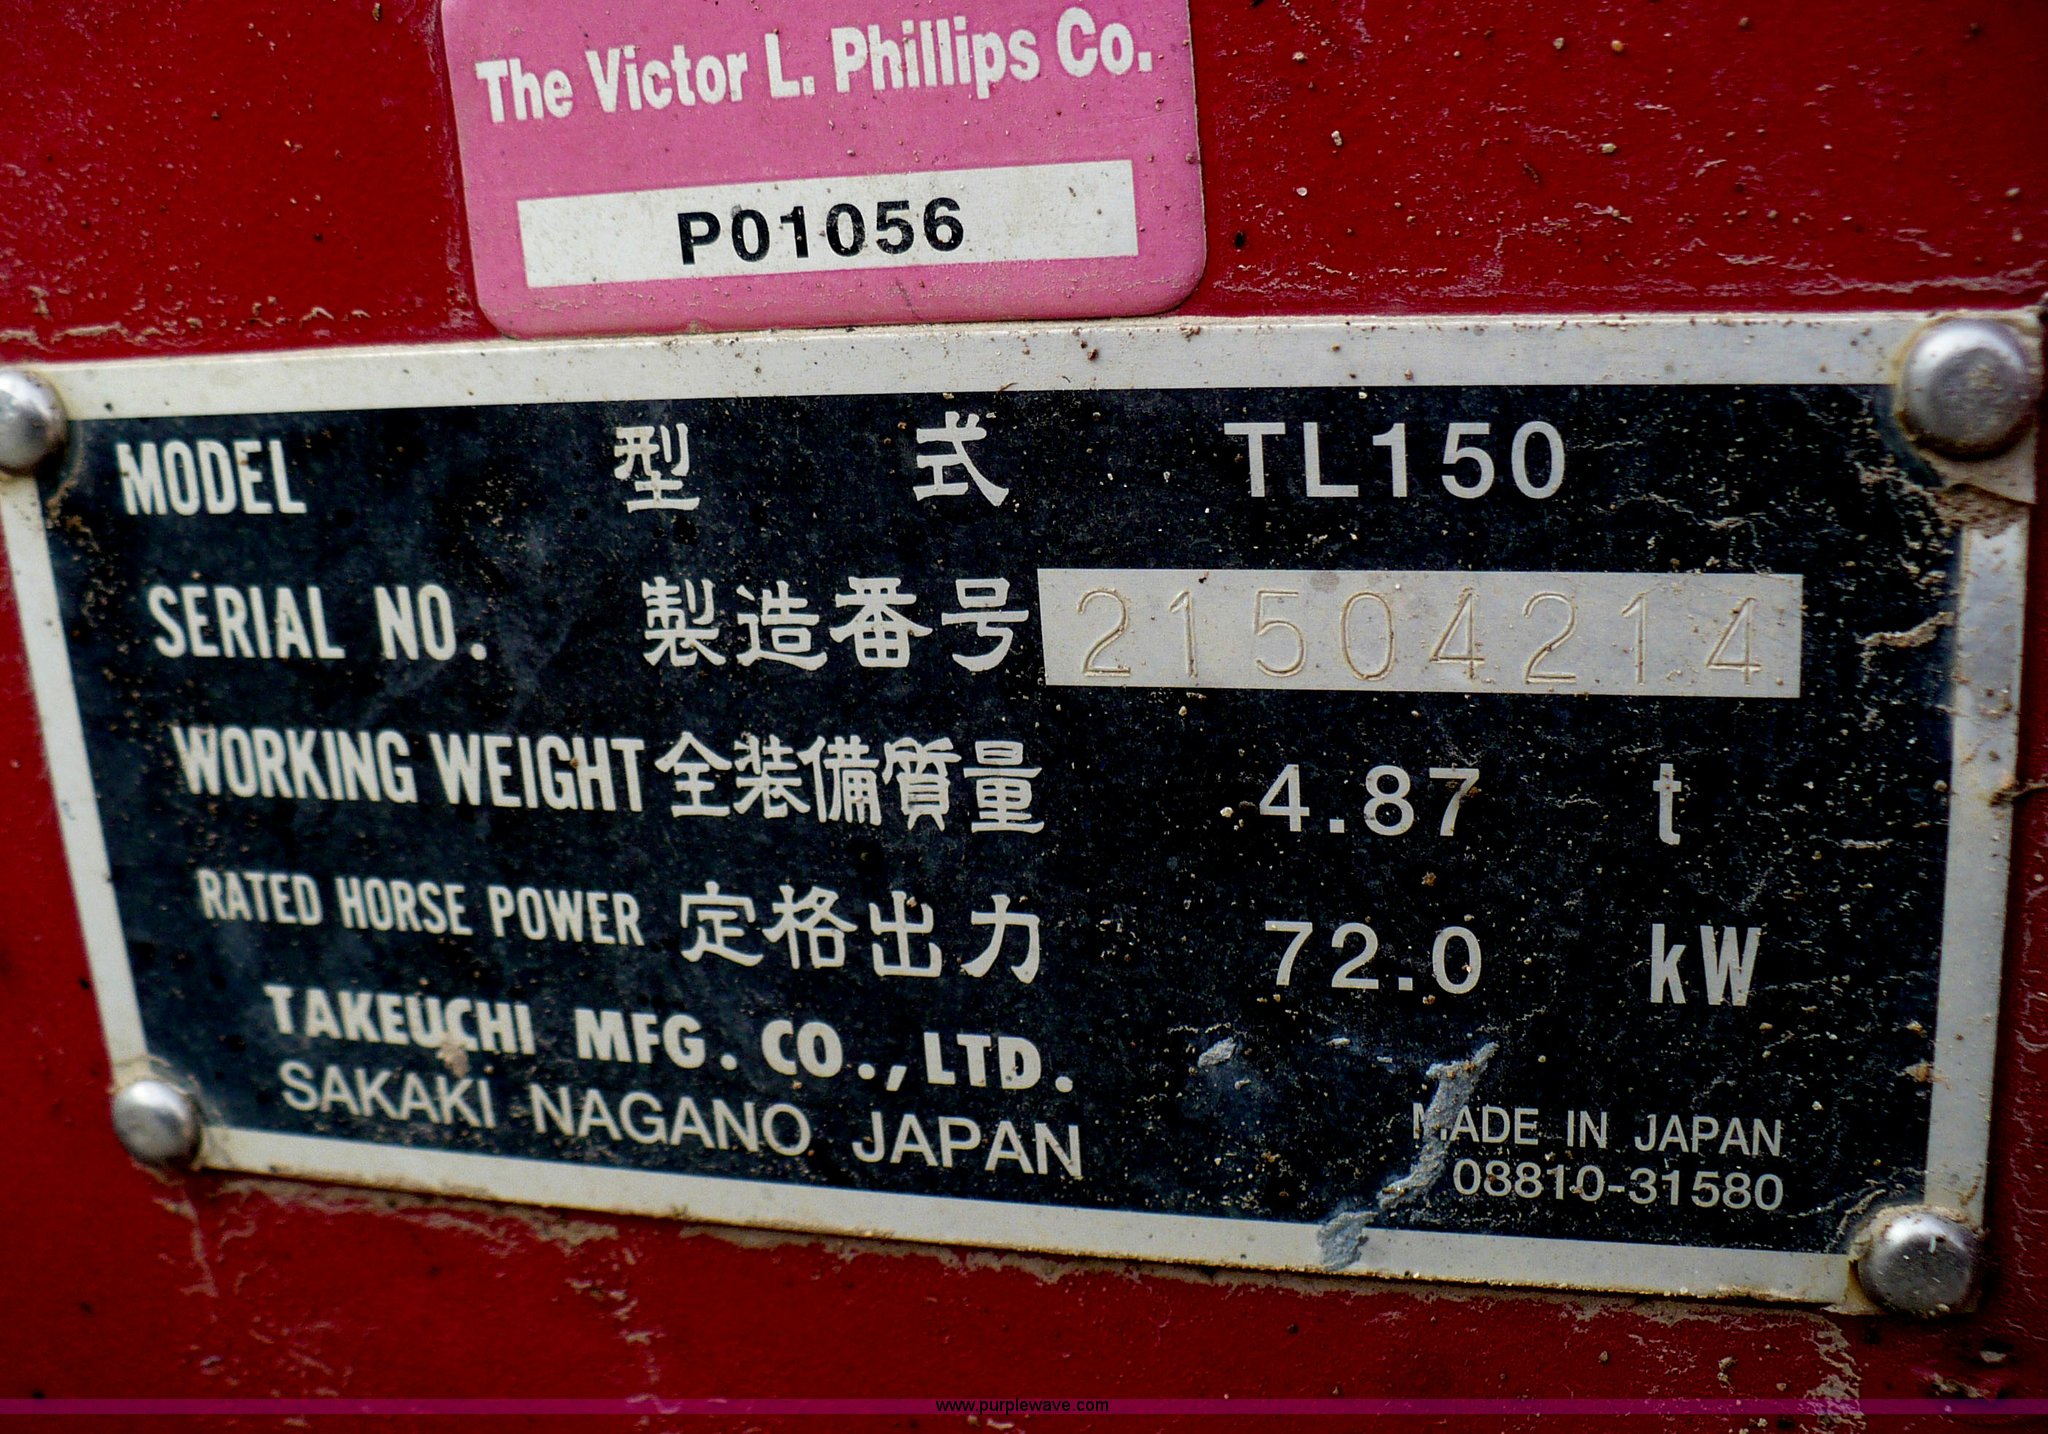 The Victor L. Phillips Co.
P01056
MODEL 型 式 TL150
SERIAL NO. 製造番号 21504214
WORKING WEIGHT 全装備質量 4.87 t
RATED HORSE POWER 定格出力 72.0 kW
TAKEUCHI MFG. CO., LTD.
SAKAKI NAGANO JAPAN
MADE IN JAPAN
08810-31580
www.purplewave.com